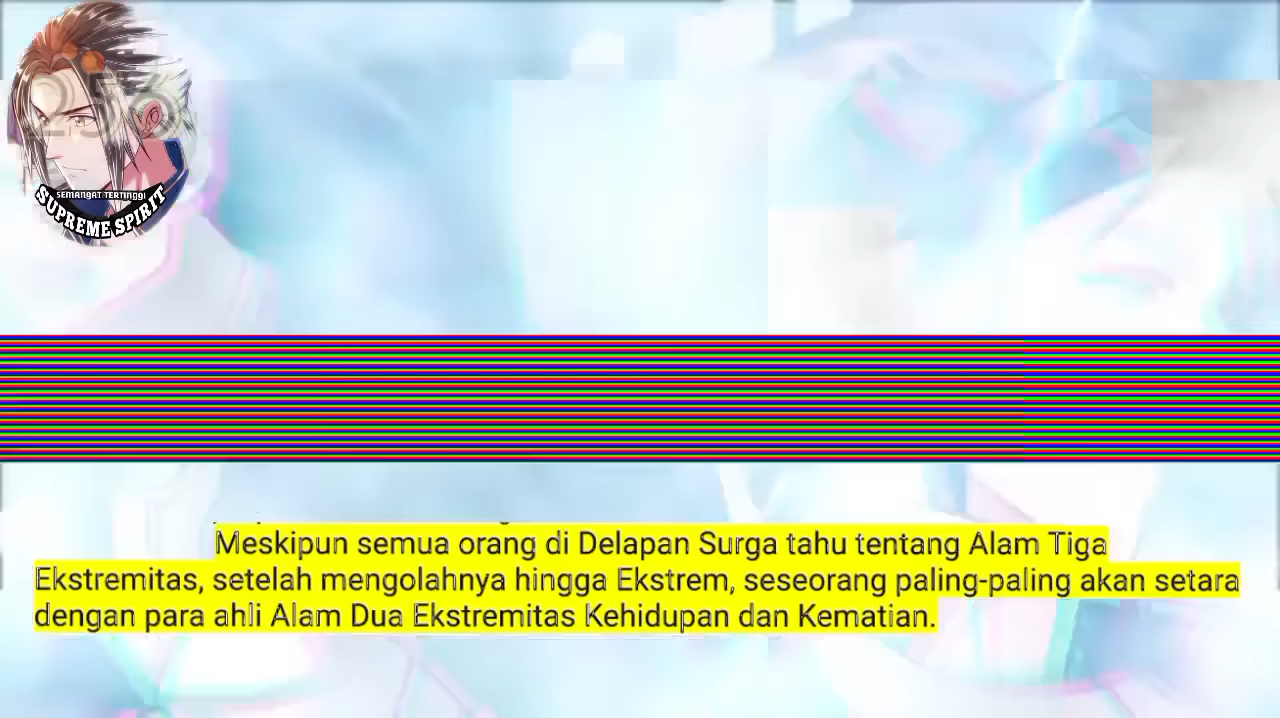 SEMANGAT TERTINGGI
SUPREME SPIRIT
Meskipun semua orang di Delapan Surga tahu tentang Alam Tiga
Ekstremitas, setelah mengolahnya hingga Ekstrem, seseorang paling-paling akan setara
dengan para ahli Alam Dua Ekstremitas Kehidupan dan Kematian.